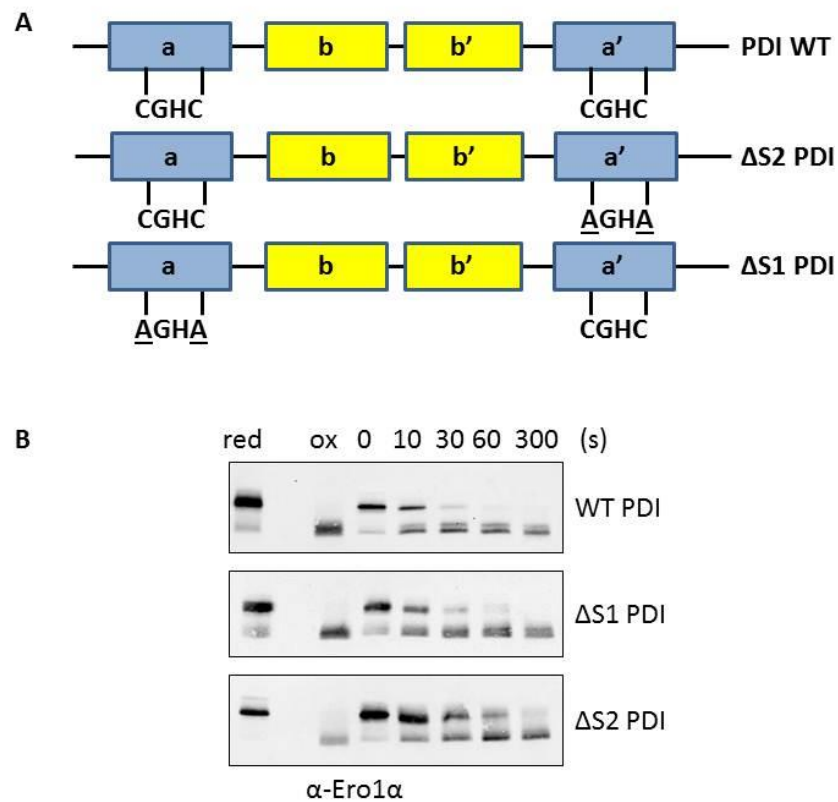 A
a b b' a' PDI WT
CGHC CGHC
a b b' a' ΔS2 PDI
CGHC AGHA
a b b' a' ΔS1 PDI
AGHA CGHC
B red ox 0 10 30 60 300 (s)
WT PDI
ΔS1 PDI
ΔS2 PDI
α-Ero1α